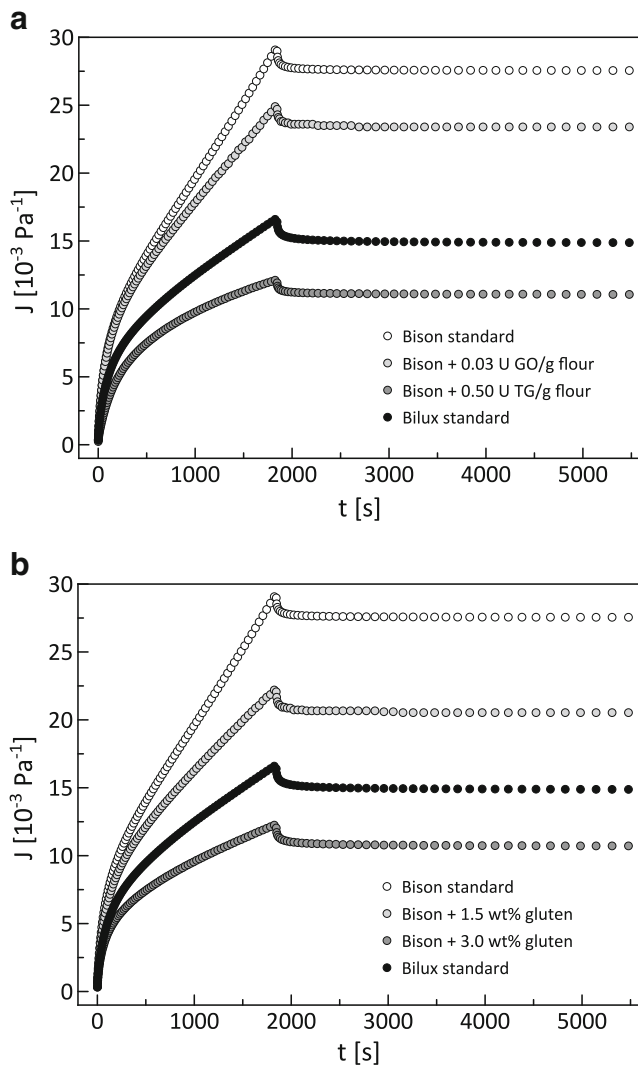 a
30
25
20
15
10
5
0
J [10⁻³ Pa⁻¹]
Bison standard
Bison + 0.03 U GO/g flour
Bison + 0.50 U TG/g flour
Bilux standard
0 1000 2000 3000 4000 5000
t [s]
b
30
25
20
15
10
5
0
J [10⁻³ Pa⁻¹]
Bison standard
Bison + 1.5 wt% gluten
Bison + 3.0 wt% gluten
Bilux standard
0 1000 2000 3000 4000 5000
t [s]